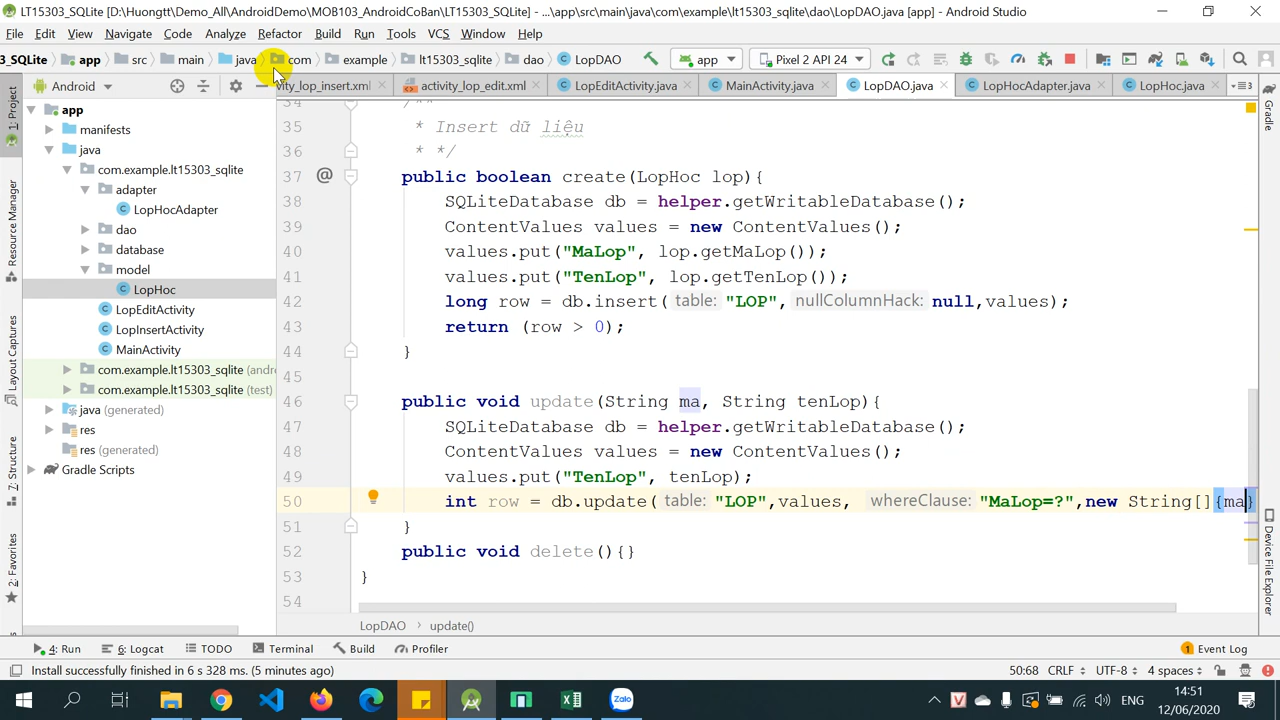 LT15303_SQLite [D:\Huongtt\Demo_All\AndroidDemo\MOB103_AndroidCoBan\LT15303_SQLite] - ...\app\src\main\java\com\example\lt15303_sqlite\dao\LopDAO.java [app] - Android Studio
File Edit View Navigate Code Analyze Refactor Build Run Tools VCS Window Help
3_SQLite app src main java com example lt15303_sqlite dao LopDAO app Pixel 2 API 24
Android vity_lop_insert.xml activity_lop_edit.xml LopEditActivity.java MainActivity.java LopDAO.java LopHocAdapter.java LopHoc.java 3
1: Project
Resource Manager
Layout Captures
7: Structure
2: Favorites
app
manifests
java
com.example.lt15303_sqlite
adapter
LopHocAdapter
dao
database
model
LopHoc
LopEditActivity
LopInsertActivity
MainActivity
com.example.lt15303_sqlite (andr
com.example.lt15303_sqlite (test)
java (generated)
res
res (generated)
Gradle Scripts
34 /**
35 * Insert dữ liệu
36 * */
37 @ public boolean create(LopHoc lop){
38 SQLiteDatabase db = helper.getWritableDatabase();
39 ContentValues values = new ContentValues();
40 values.put("MaLop", lop.getMaLop());
41 values.put("TenLop", lop.getTenLop());
42 long row = db.insert( table: "LOP", nullColumnHack: null,values);
43 return (row > 0);
44 }
45
46 public void update(String ma, String tenLop){
47 SQLiteDatabase db = helper.getWritableDatabase();
48 ContentValues values = new ContentValues();
49 values.put("TenLop", tenLop);
50 int row = db.update( table: "LOP",values, whereClause: "MaLop=?",new String[]{ma}
51 }
52 public void delete(){}
53 }
54
LopDAO update()
Gradle
Device File Explorer
4: Run 6: Logcat TODO Terminal Build Profiler 1 Event Log
Install successfully finished in 6 s 328 ms. (5 minutes ago) 50:68 CRLF UTF-8 4 spaces
Zalo V ENG 14:51
12/06/2020